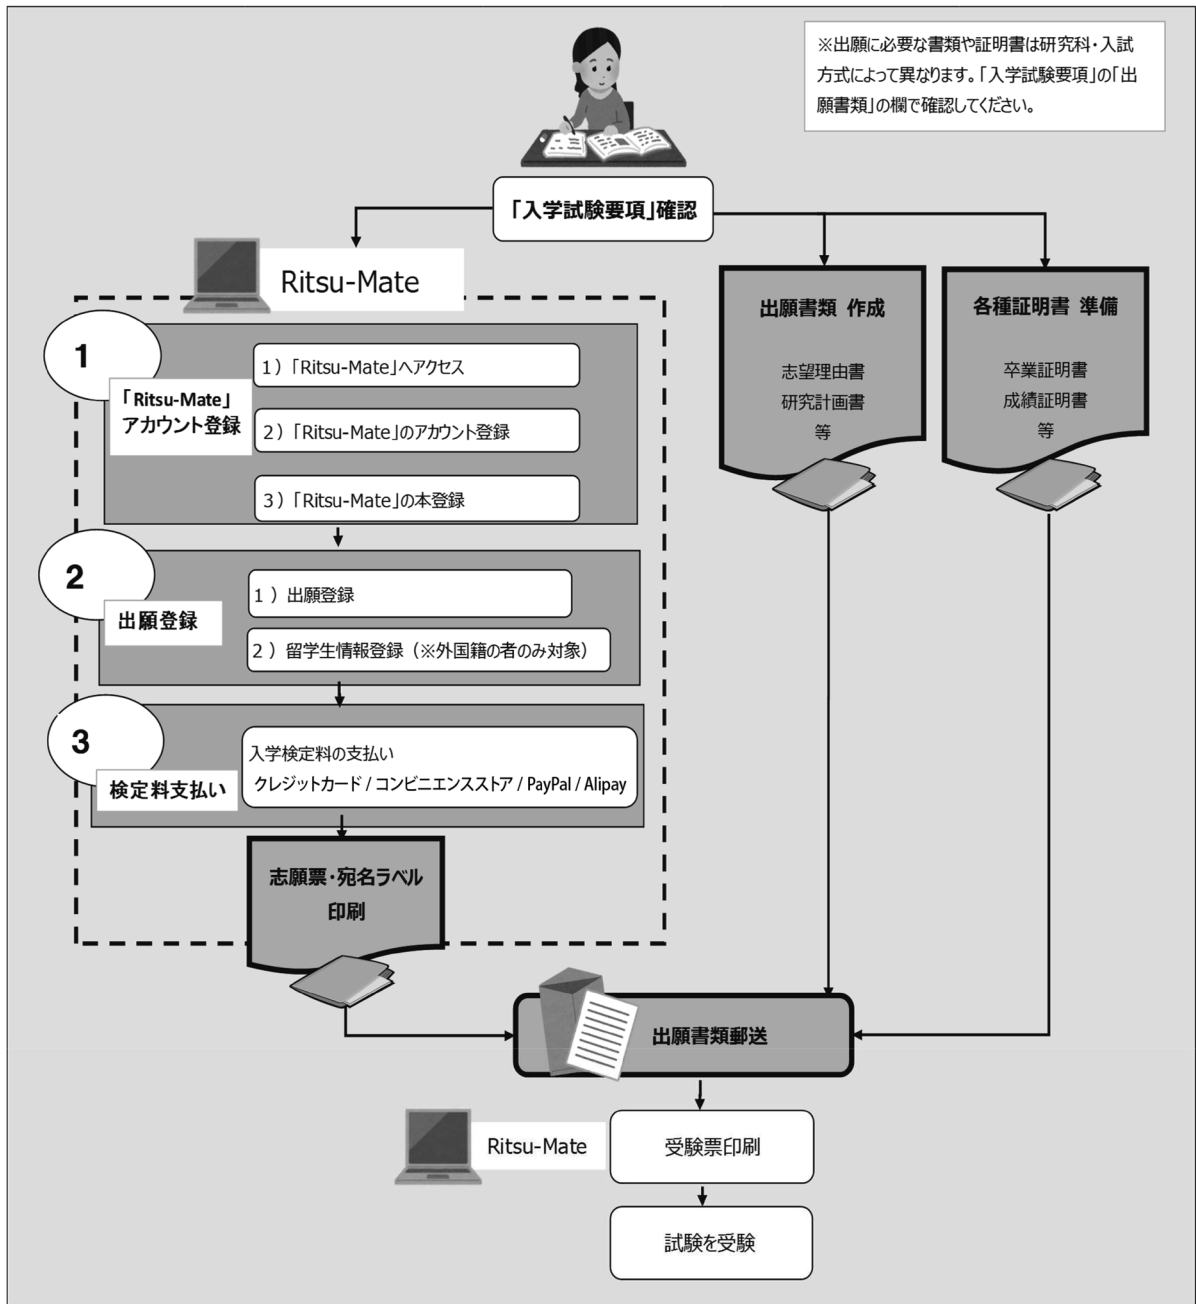 ※出願に必要な書類や証明書は研究科・入試
方式によって異なります。「入学試験要項」の「出
願書類」の欄で確認してください。
「入学試験要項」確認
Ritsu-Mate
1
「Ritsu-Mate」
アカウント登録
1）「Ritsu-Mate」へアクセス
2）「Ritsu-Mate」のアカウント登録
3）「Ritsu-Mate」の本登録
2
出願登録
1 ）出願登録
2 ）留学生情報登録（※外国籍の者のみ対象）
3
検定料支払い
入学検定料の支払い
クレジットカード / コンビニエンスストア / PayPal / Alipay
志願票・宛名ラベル
印刷
出願書類 作成
志望理由書
研究計画書
等
各種証明書 準備
卒業証明書
成績証明書
等
出願書類郵送
Ritsu-Mate
受験票印刷
試験を受験